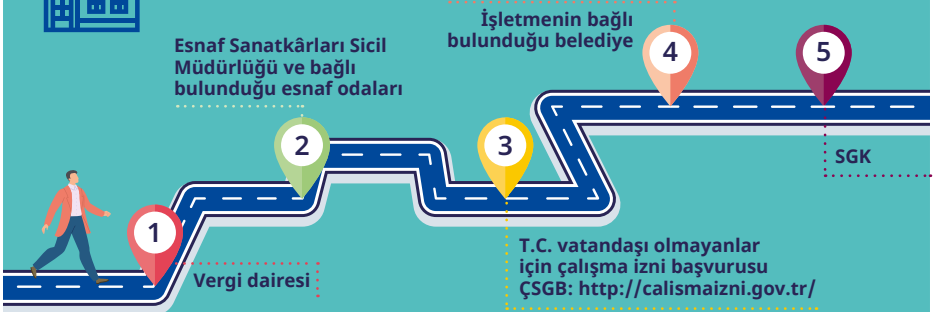 1
Vergi dairesi
2
Esnaf Sanatkârları Sicil
Müdürlüğü ve bağlı
bulunduğu esnaf odaları
3
T.C. vatandaşı olmayanlar
için çalışma izni başvurusu
ÇSGB: http://calismaizni.gov.tr/
4
İşletmenin bağlı
bulunduğu belediye
5
SGK